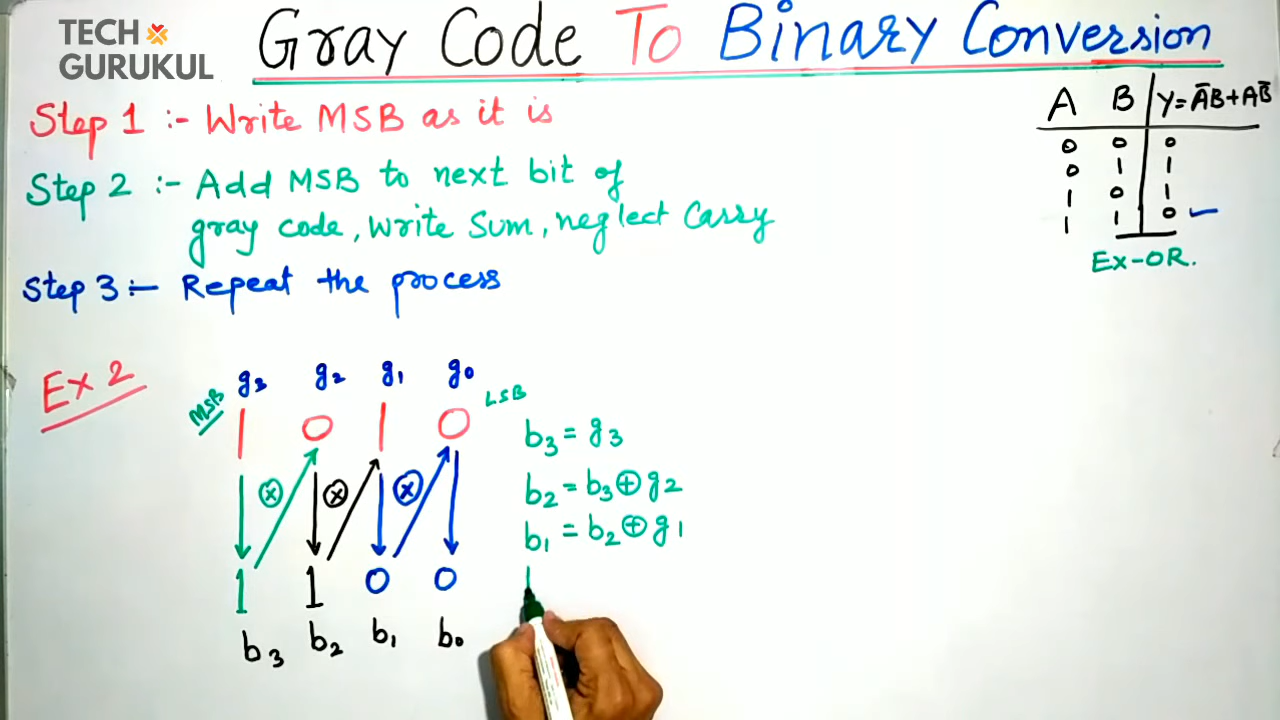 TECH
GURUKUL
Gray Code To Binary Conversion
Step 1 :- Write MSB as it is
Step 2 :- Add MSB to next bit of
gray code, write Sum, neglect Carry
Step 3 :- Repeat the process
A B Y = A̅B + AB̅
0 0 0
0 1 1
1 0 1
1 1 0
Ex-OR.
Ex 2
g3 g2 g1 g0
MSB
LSB
1 0 1 0
1 1 0 0
b3 b2 b1 b0
b3 = g3
b2 = b3 ⊕ g2
b1 = b2 ⊕ g1